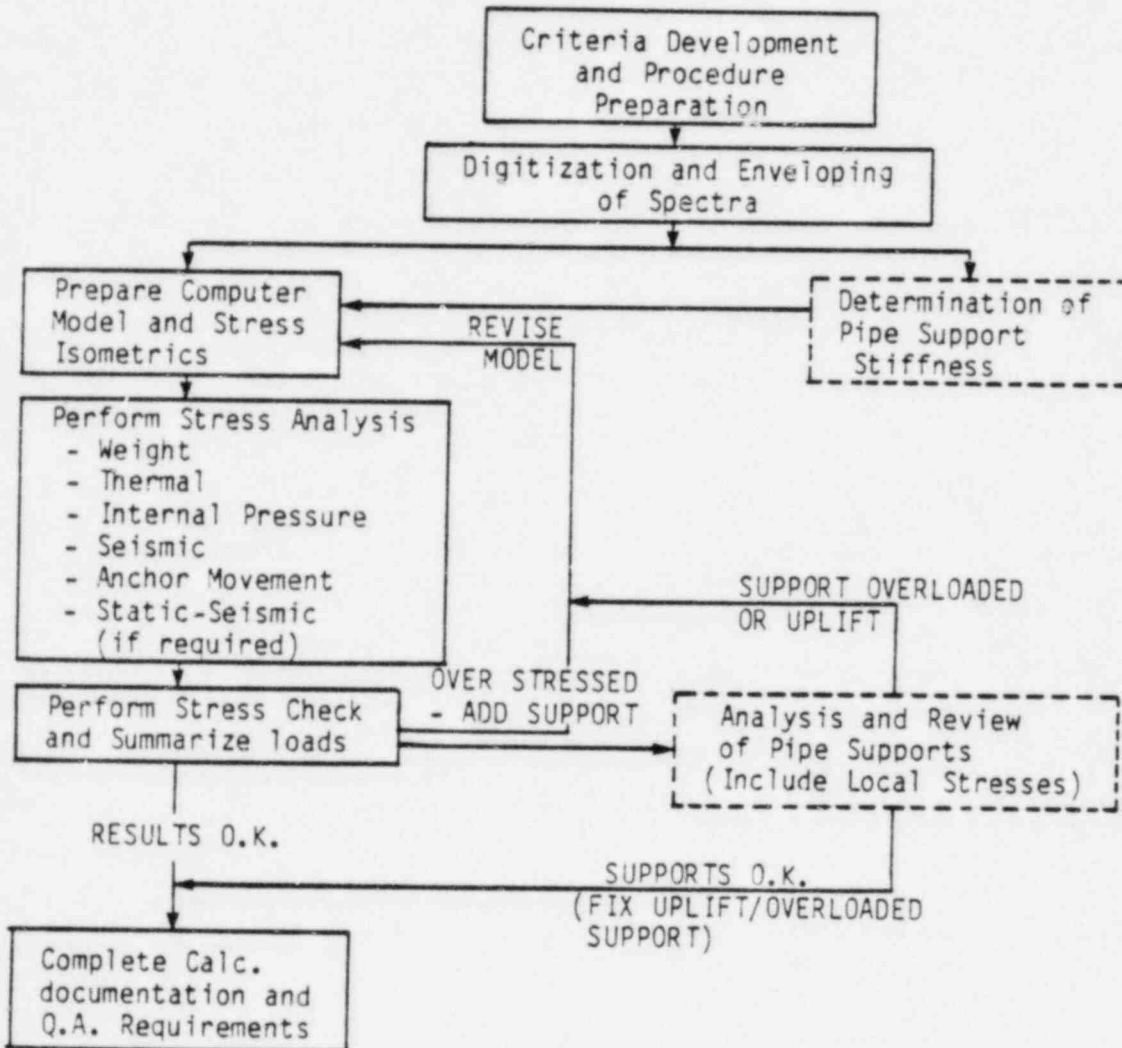 Criteria Development
and Procedure
Preparation
Digitization and Enveloping
of Spectra
Prepare Computer
Model and Stress
Isometrics
REVISE
MODEL
Determination of
Pipe Support
Stiffness
Perform Stress Analysis
- Weight
- Thermal
- Internal Pressure
- Seismic
- Anchor Movement
- Static-Seismic
(if required)
SUPPORT OVERLOADED
OR UPLIFT
OVER STRESSED
- ADD SUPPORT
Perform Stress Check
and Summarize loads
Analysis and Review
of Pipe Supports
(Include Local Stresses)
RESULTS O.K.
SUPPORTS O.K.
(FIX UPLIFT/OVERLOADED
SUPPORT)
Complete Calc.
documentation and
Q.A. Requirements